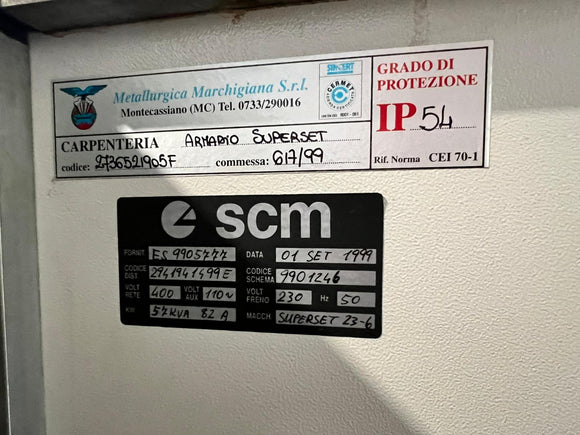 Metallurgica Marchigiana S.r.l.
Montecassiano (MC) Tel. 0733/290016
SINCERT
CERMET
CARPENTERIA ARMADIO SUPERSET
codice: 2736521905F commessa: 617/99
GRADO DI
PROTEZIONE
IP 54
Rif. Norma CEI 70-1
scm
FORNIT ES 9905777 DATA 01 SET 1999
CODICE DIST 2941941499E CODICE SCHEMA 9901246
VOLT RETE 400 VOLT AUX 110~ VOLT FRENO 230 Hz 50
KW 57KVA 82 A MACCH SUPERSET 23-6